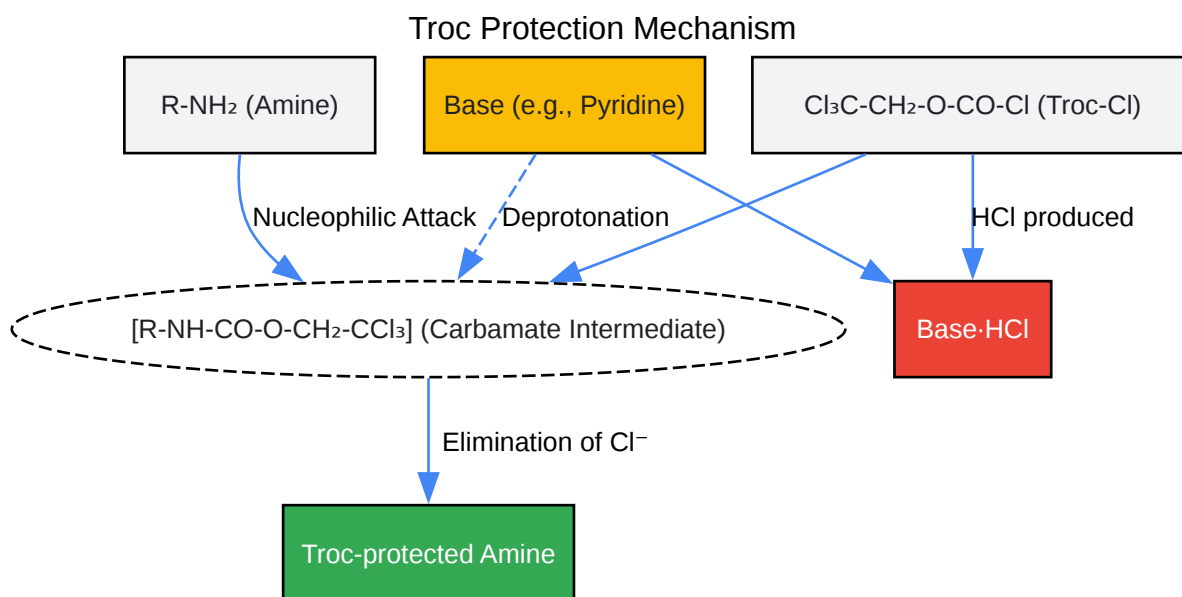 Troc Protection Mechanism
R-NH₂ (Amine)
Base (e.g., Pyridine)
Cl₃C-CH₂-O-CO-Cl (Troc-Cl)
Nucleophilic Attack
Deprotonation
HCl produced
[R-NH-CO-O-CH₂-CCl₃] (Carbamate Intermediate)
Base·HCl
Elimination of Cl⁻
Troc-protected Amine